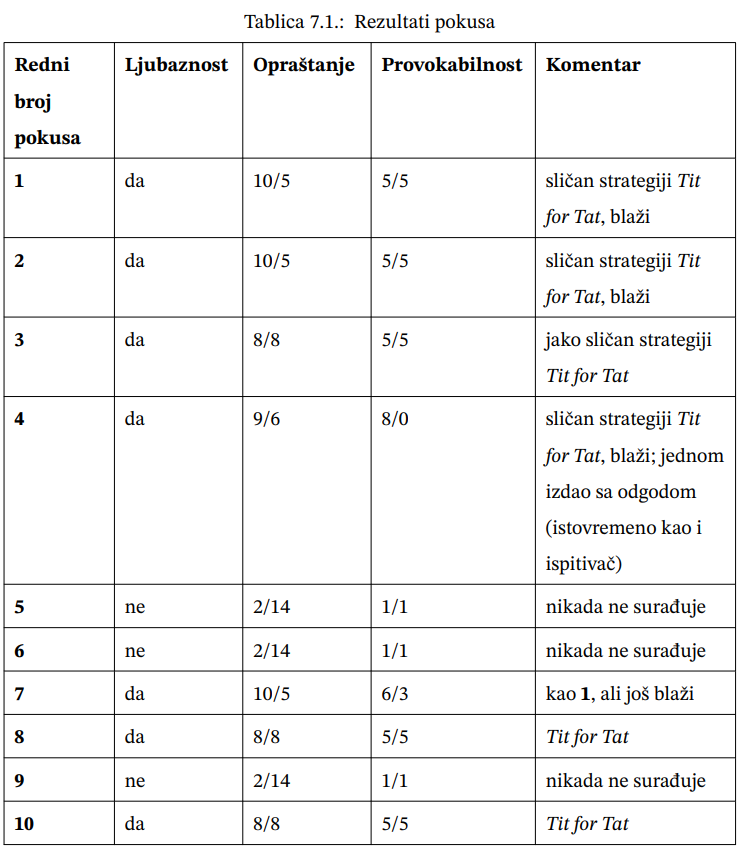 Tablica 7.1.: Rezultati pokusa
Redni broj pokusa Ljubaznost Opraštanje Provokabilnost Komentar
1 da 10/5 5/5 sličan strategiji Tit
for Tat, blaži
2 da 10/5 5/5 sličan strategiji Tit
for Tat, blaži
3 da 8/8 5/5 jako sličan strategiji
Tit for Tat
4 da 9/6 8/0 sličan strategiji Tit
for Tat, blaži; jednom
izdao sa odgodom
(istovremeno kao i
ispitivač)
5 ne 2/14 1/1 nikada ne surađuje
6 ne 2/14 1/1 nikada ne surađuje
7 da 10/5 6/3 kao 1, ali još blaži
8 da 8/8 5/5 Tit for Tat
9 ne 2/14 1/1 nikada ne surađuje
10 da 8/8 5/5 Tit for Tat